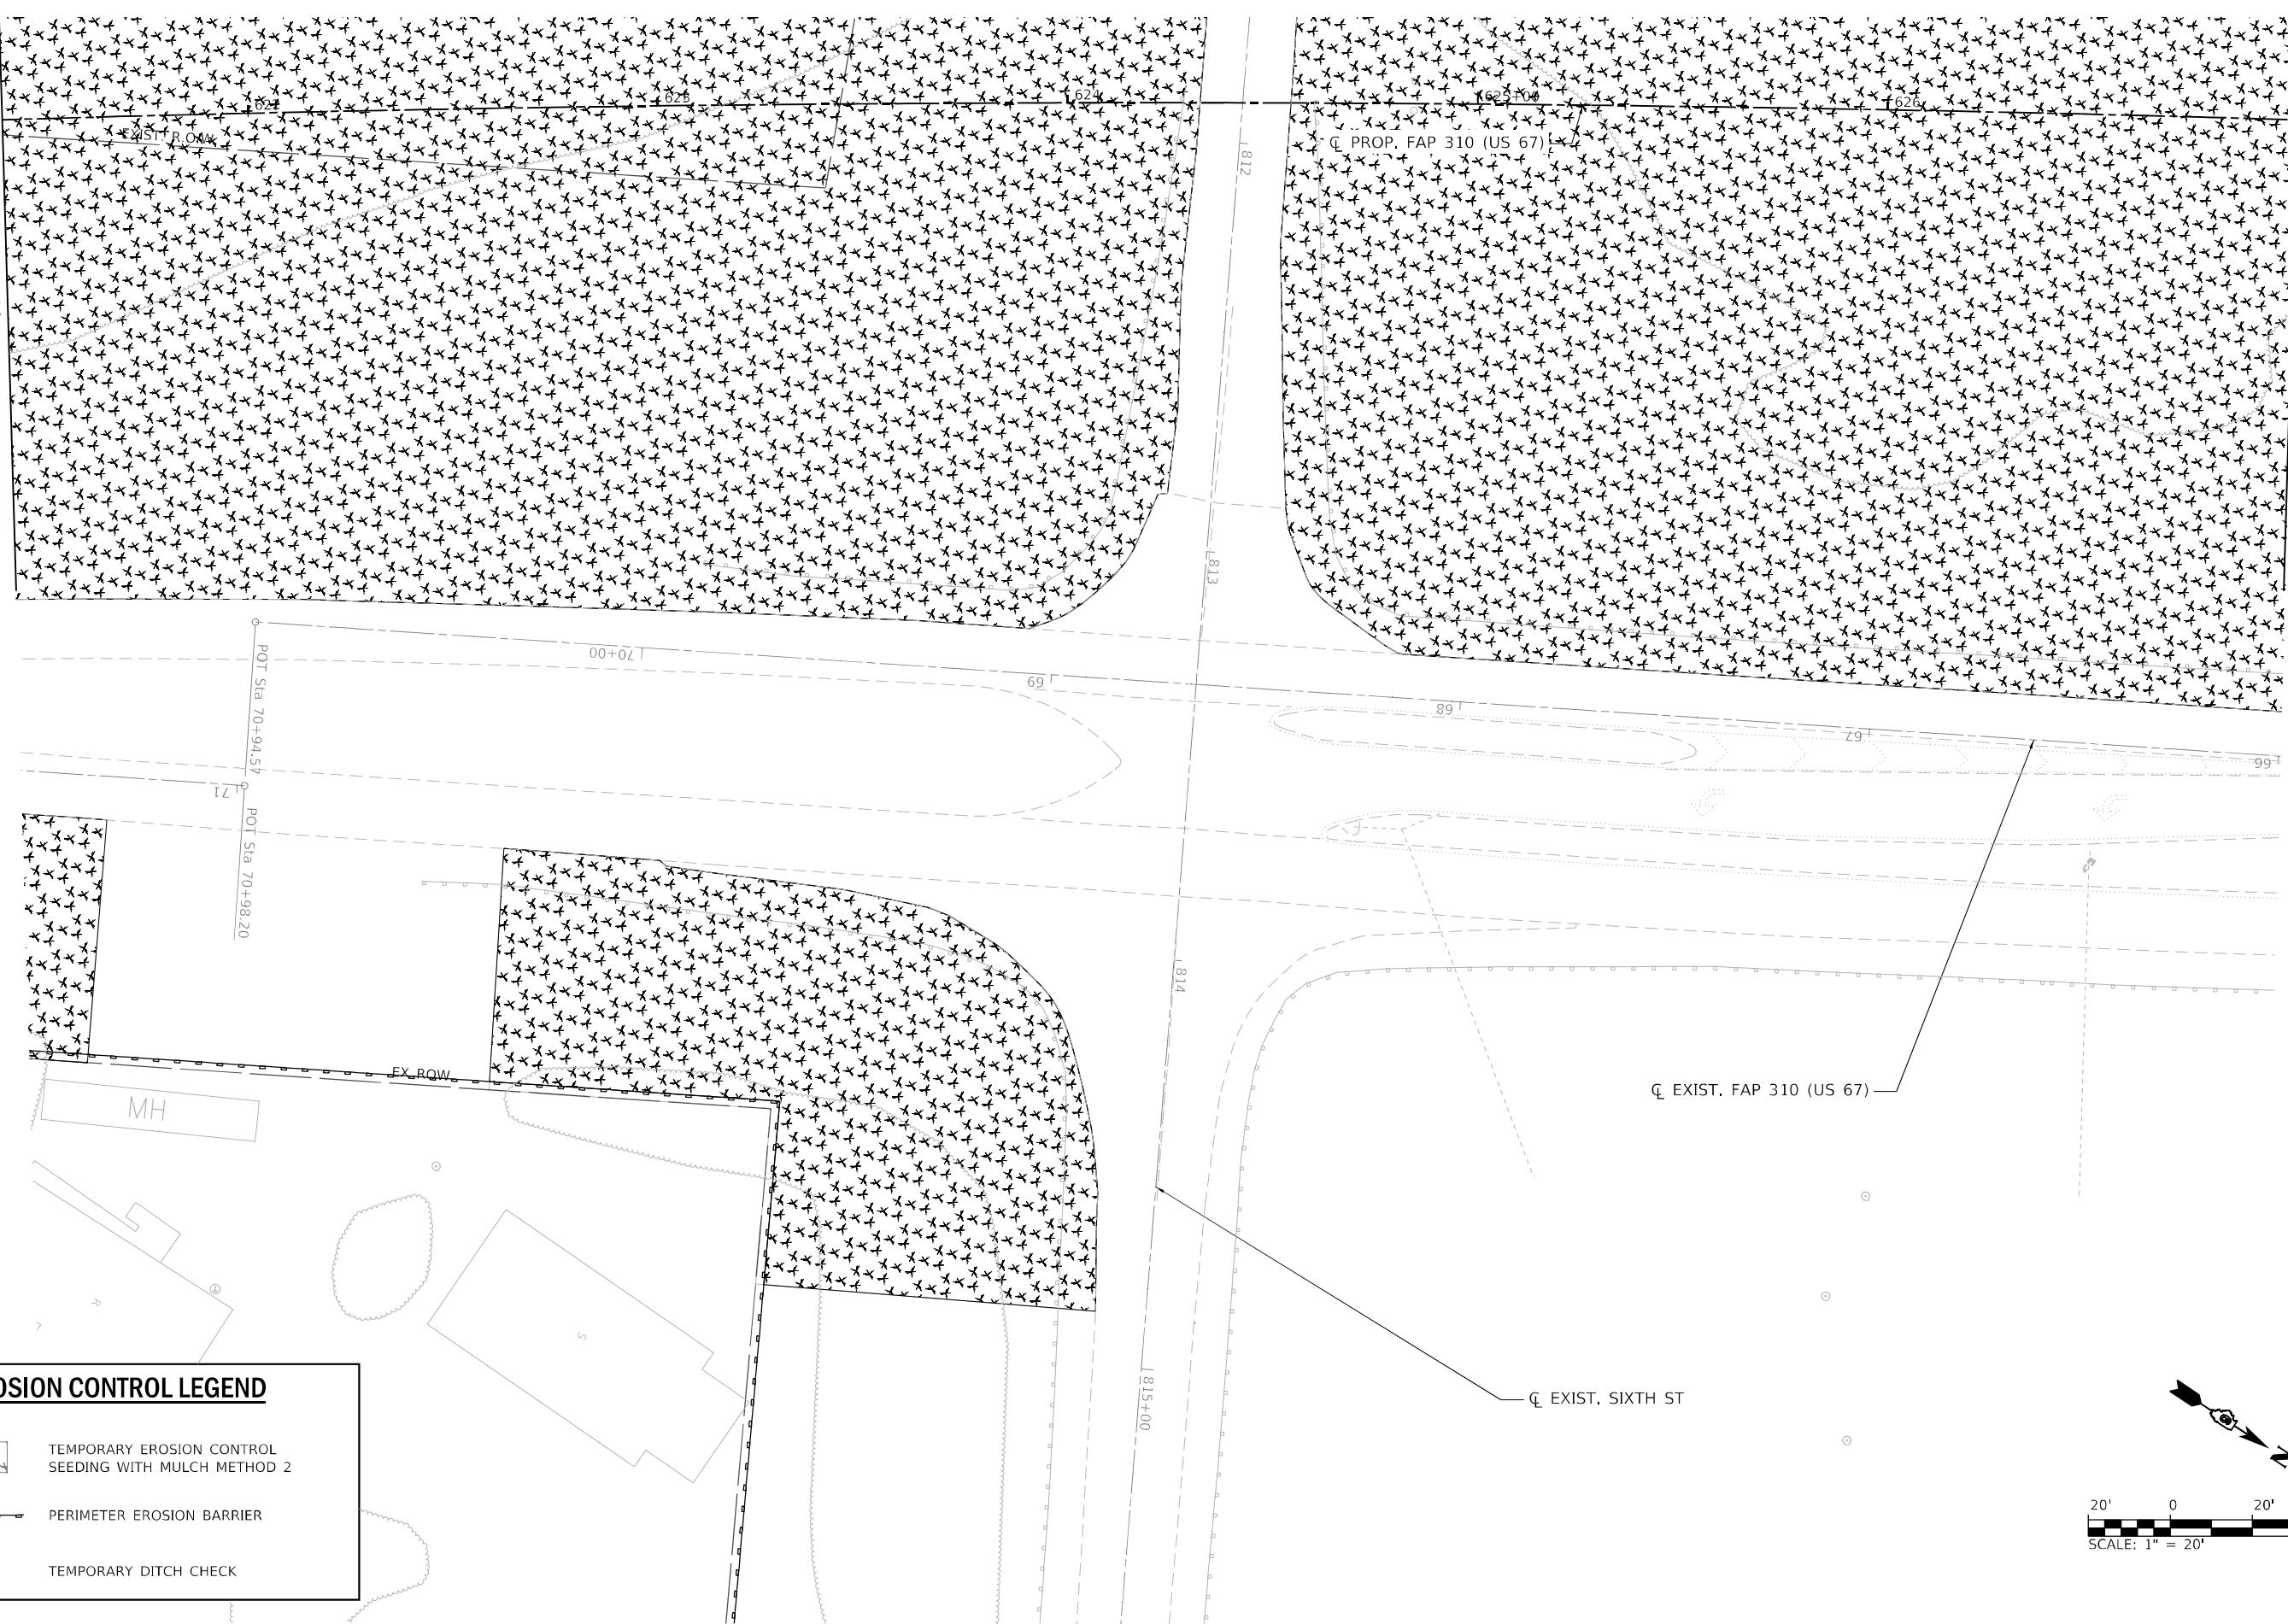 622
623
624
625+00
626
EXIST. R.O.W.
℄ PROP. FAP 310 (US 67)
812
813
70+00
69
68
67
66
POT Sta 70+94.57
71
POT Sta 70+98.20
814
EX ROW
MH
℄ EXIST. FAP 310 (US 67)
R
S
815+00
℄ EXIST. SIXTH ST
OSION CONTROL LEGEND
TEMPORARY EROSION CONTROL
SEEDING WITH MULCH METHOD 2
PERIMETER EROSION BARRIER
TEMPORARY DITCH CHECK
N
20' 0 20'
SCALE: 1" = 20'